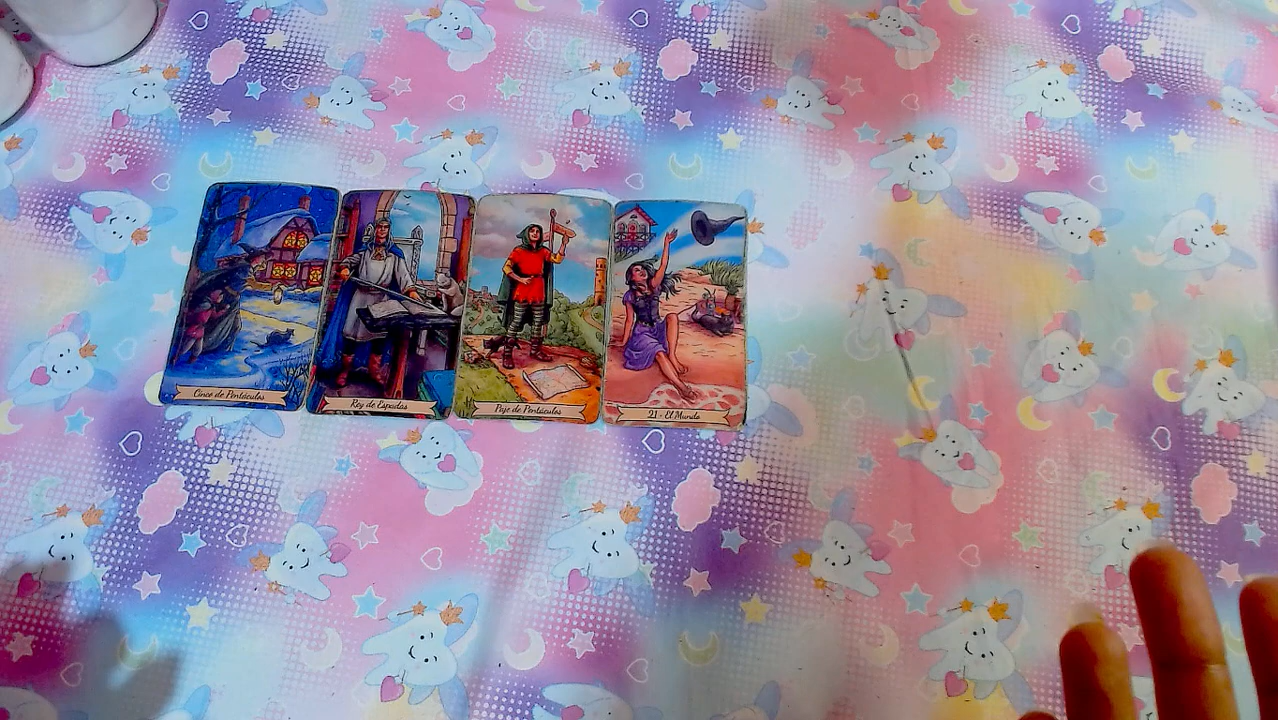 Cinco de Pentáculos
Rey de Espadas
Paje de Pentáculos
21 - El Mundo